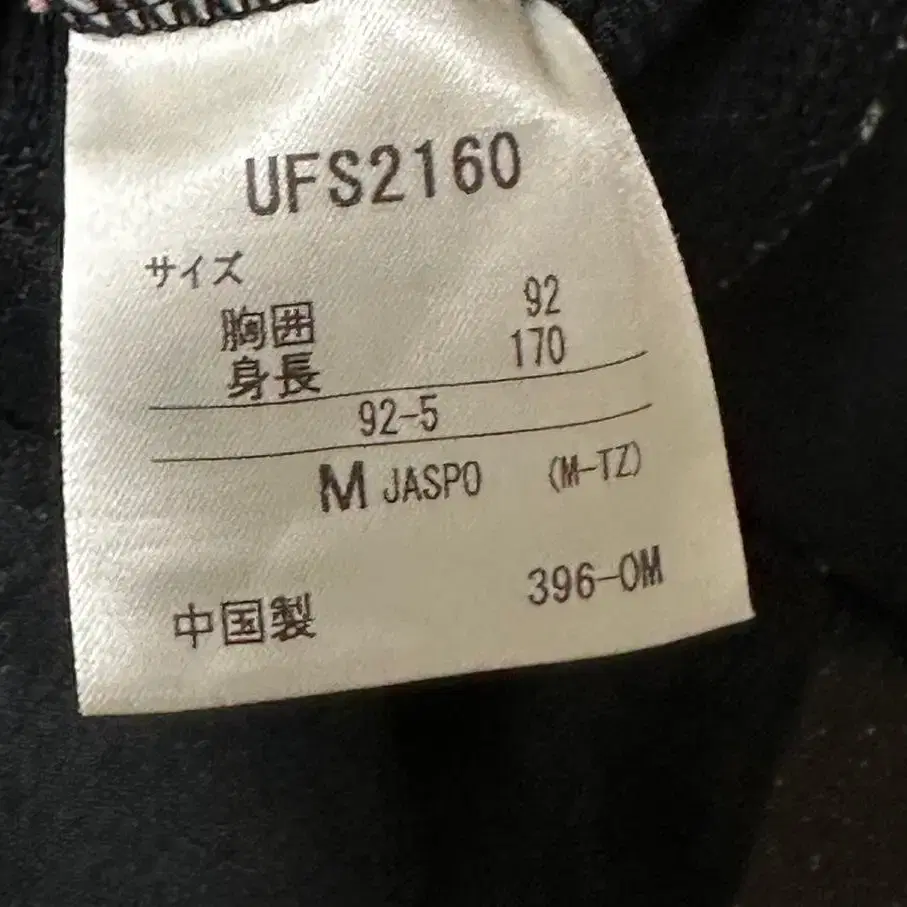 UFS2160
サイズ
胸囲 92
身長 170
92-5
M JASPO (M-TZ)
396-OM
中国製